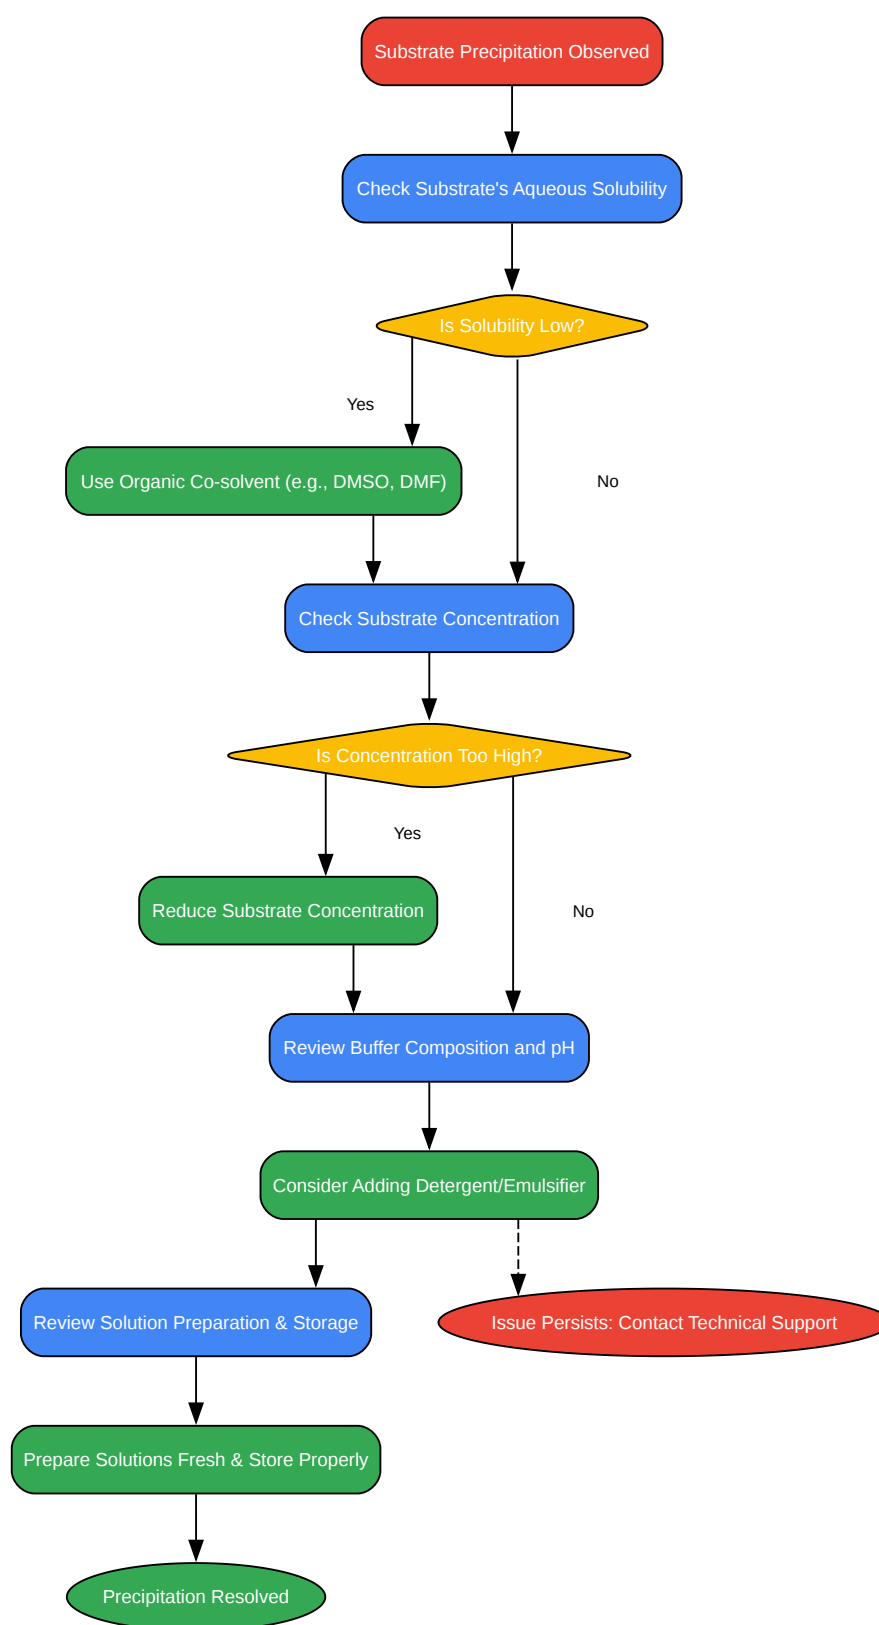 Substrate Precipitation Observed
Check Substrate's Aqueous Solubility
Is Solubility Low?
Yes
Use Organic Co-solvent (e.g., DMSO, DMF)
No
Check Substrate Concentration
Is Concentration Too High?
Yes
Reduce Substrate Concentration
No
Review Buffer Composition and pH
Consider Adding Detergent/Emulsifier
Review Solution Preparation & Storage
Issue Persists: Contact Technical Support
Prepare Solutions Fresh & Store Properly
Precipitation Resolved